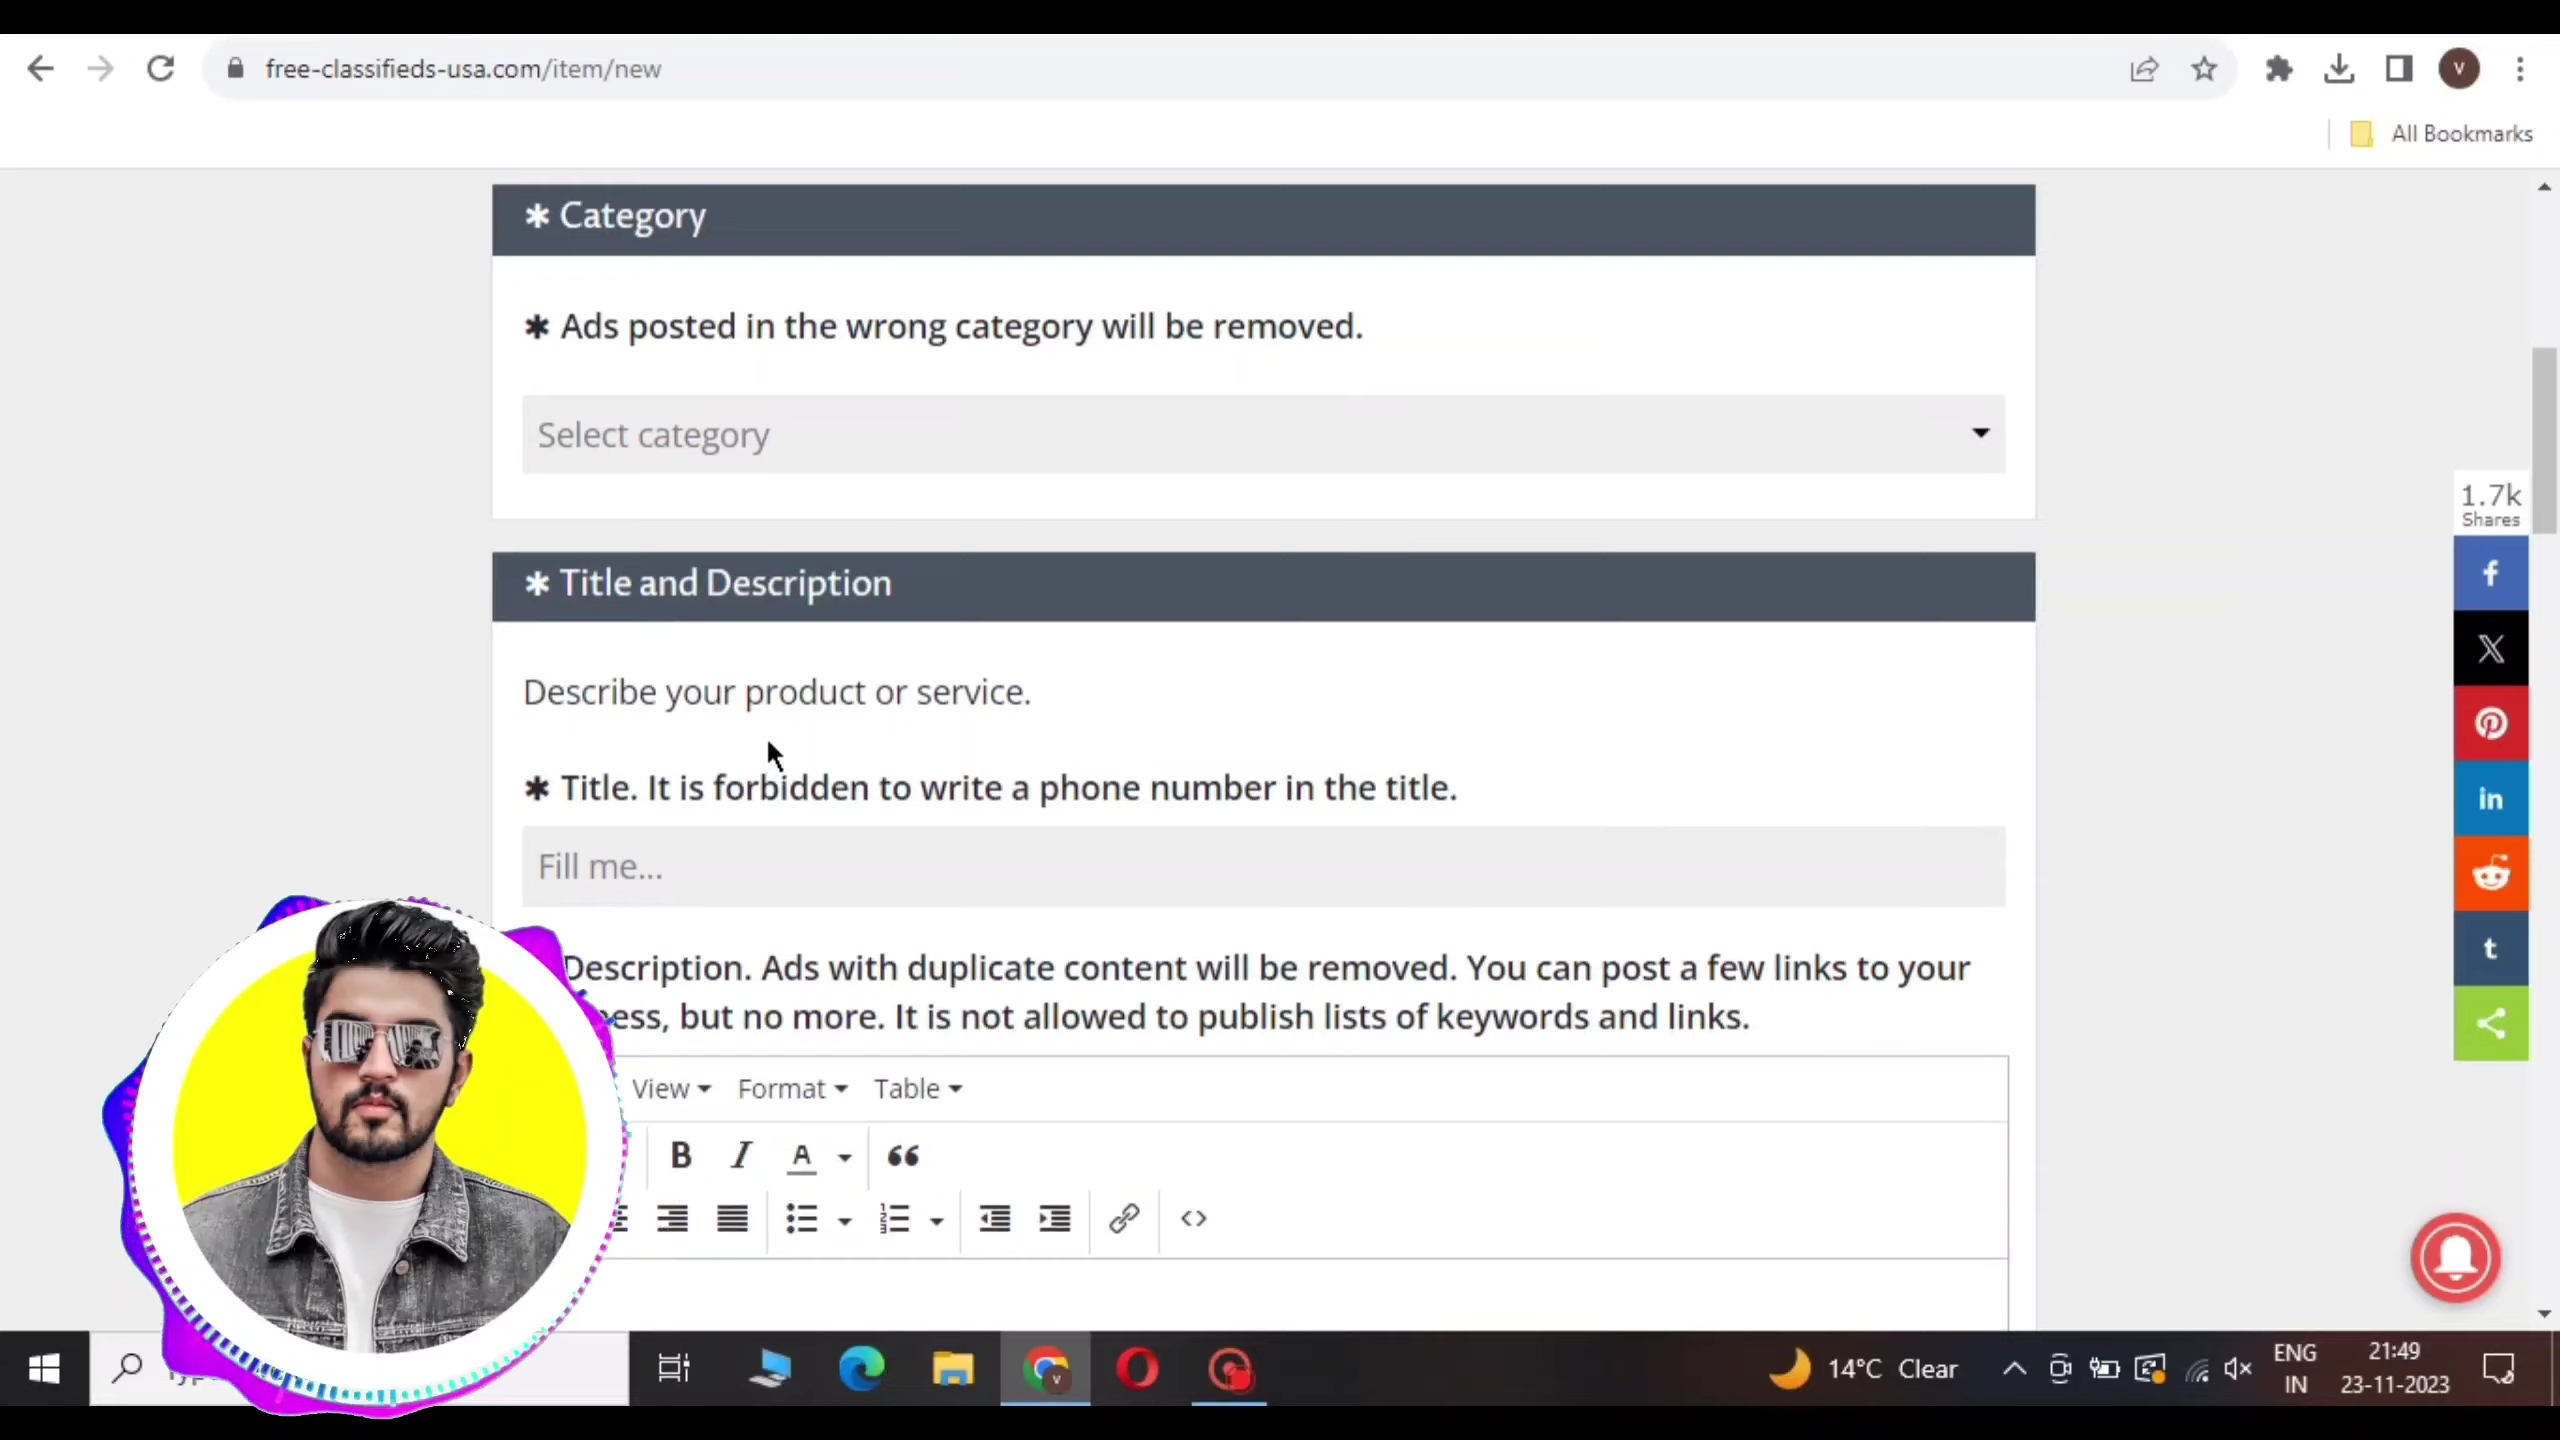 free-classifieds-usa.com/item/new
V
All Bookmarks
✱ Category
✱ Ads posted in the wrong category will be removed.
Select category
1.7k
Shares
✱ Title and Description
Describe your product or service.
✱ Title. It is forbidden to write a phone number in the title.
Fill me...
Description. Ads with duplicate content will be removed. You can post a few links to your
ess, but no more. It is not allowed to publish lists of keywords and links.
View Format Table
B I A
14°C Clear
ENG
IN
21:49
23-11-2023